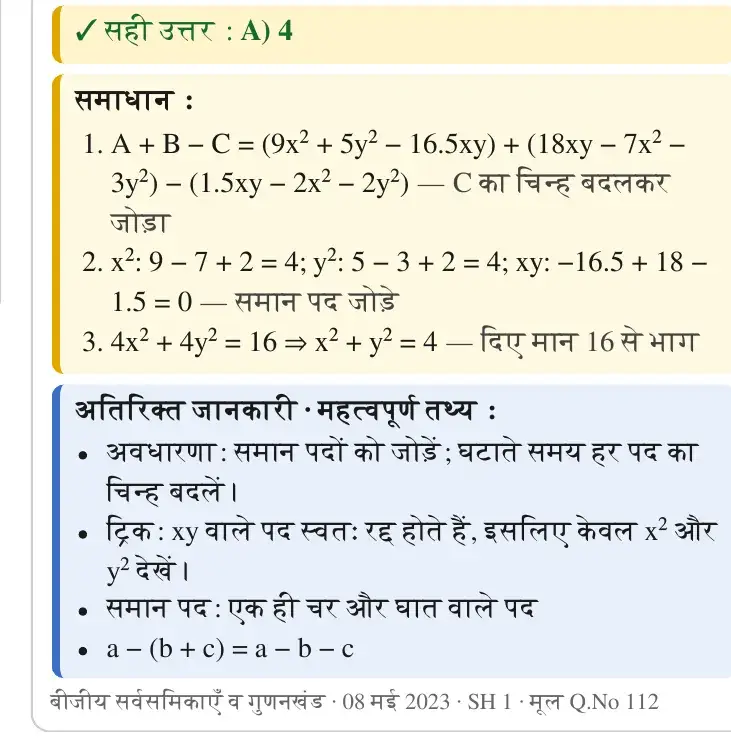 ✓ सही उत्तर : A) 4
समाधान :
1. A + B − C = (9x² + 5y² − 16.5xy) + (18xy − 7x² −
3y²) − (1.5xy − 2x² − 2y²) — C का चिन्ह बदलकर
जोड़ा
2. x²: 9 − 7 + 2 = 4; y²: 5 − 3 + 2 = 4; xy: −16.5 + 18 −
1.5 = 0 — समान पद जोड़े
3. 4x² + 4y² = 16 ⇒ x² + y² = 4 — दिए मान 16 से भाग
अतिरिक्त जानकारी · महत्वपूर्ण तथ्य :
• अवधारणा : समान पदों को जोड़ें ; घटाते समय हर पद का
चिन्ह बदलें।
• ट्रिक : xy वाले पद स्वतः रद्द होते हैं, इसलिए केवल x² और
y² देखें।
• समान पद : एक ही चर और घात वाले पद
• a − (b + c) = a − b − c
बीजीय सर्वसमिकाएँ व गुणनखंड · 08 मई 2023 · SH 1 · मूल Q.No 112